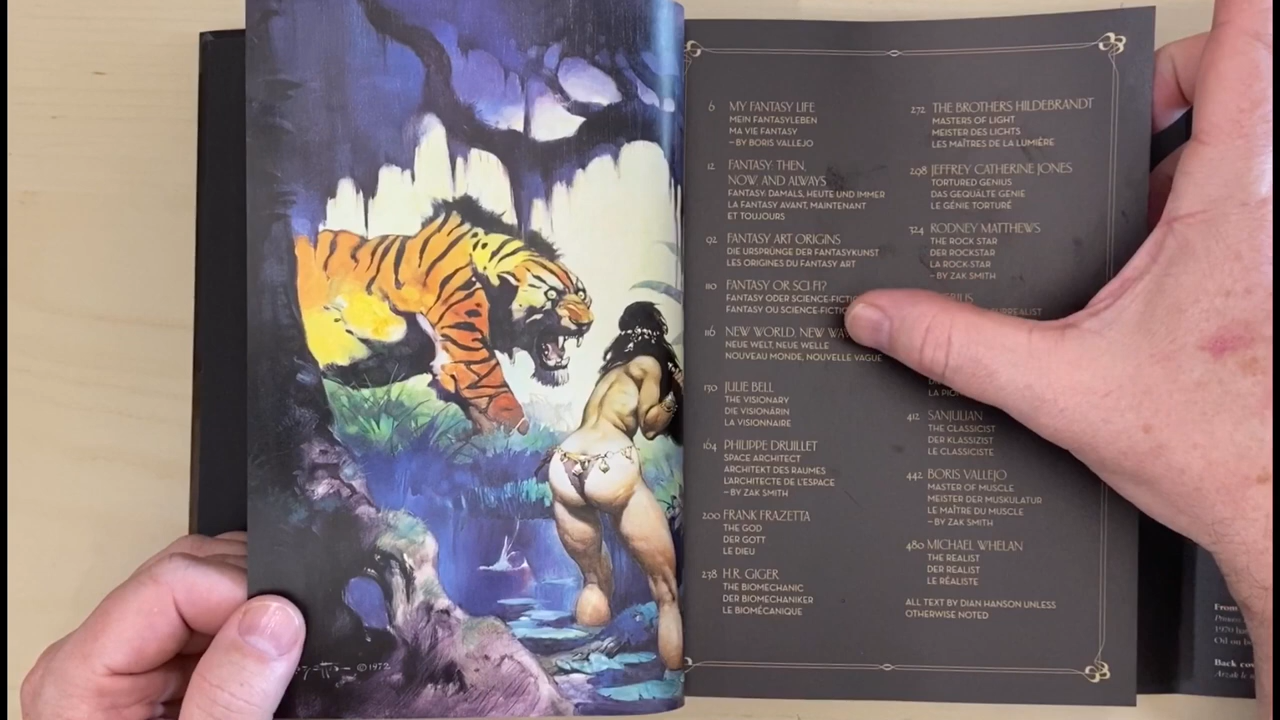 ©1972
6 MY FANTASY LIFE
MEIN FANTASYLEBEN
MA VIE FANTASY
– BY BORIS VALLEJO
12 FANTASY: THEN,
NOW, AND ALWAYS
FANTASY: DAMALS, HEUTE UND IMMER
LA FANTASY AVANT, MAINTENANT
ET TOUJOURS
92 FANTASY ART ORIGINS
DIE URSPRÜNGE DER FANTASYKUNST
LES ORIGINES DU FANTASY ART
110 FANTASY OR SCI FI?
FANTASY ODER
FANTASY OU
116 NEW WORLD, NEW
NEUE WELT, NEUE WELLE
NOUVEAU MONDE, NOUVELLE VAGUE
130 JULIE BELL
THE VISIONARY
DIE VISIONÄRIN
LA VISIONNAIRE
164 PHILIPPE DRUILLET
SPACE ARCHITECT
ARCHITEKT DES RAUMES
L'ARCHITECTE DE L'ESPACE
– BY ZAK SMITH
200 FRANK FRAZETTA
THE GOD
DER GOTT
LE DIEU
238 H.R. GIGER
THE BIOMECHANIC
DER BIOMECHANIKER
LE BIOMÉCANIQUE
272 THE BROTHERS HILDEBRANDT
MASTERS OF LIGHT
MEISTER DES LICHTS
LES MAÎTRES DE LA LUMIÈRE
298 JEFFREY CATHERINE JONES
TORTURED GENIUS
DAS GEQUÄLTE GENIE
LE GÉNIE TORTURÉ
324 RODNEY MATTHEWS
THE ROCK STAR
DER ROCKSTAR
LA ROCK-STAR
– BY ZAK SMITH
LA
412 SANJULIAN
THE CLASSICIST
DER KLASSIZIST
LE CLASSICISTE
442 BORIS VALLEJO
MASTER OF MUSCLE
MEISTER DER MUSKULATUR
LE MAÎTRE DU MUSCLE
– BY ZAK SMITH
480 MICHAEL WHELAN
THE REALIST
DER REALIST
LE RÉALISTE
ALL TEXT BY DIAN HANSON UNLESS
OTHERWISE NOTED
From
1970
Oil on
Back